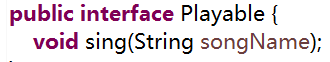 public interface Playable {
void sing(String songName);